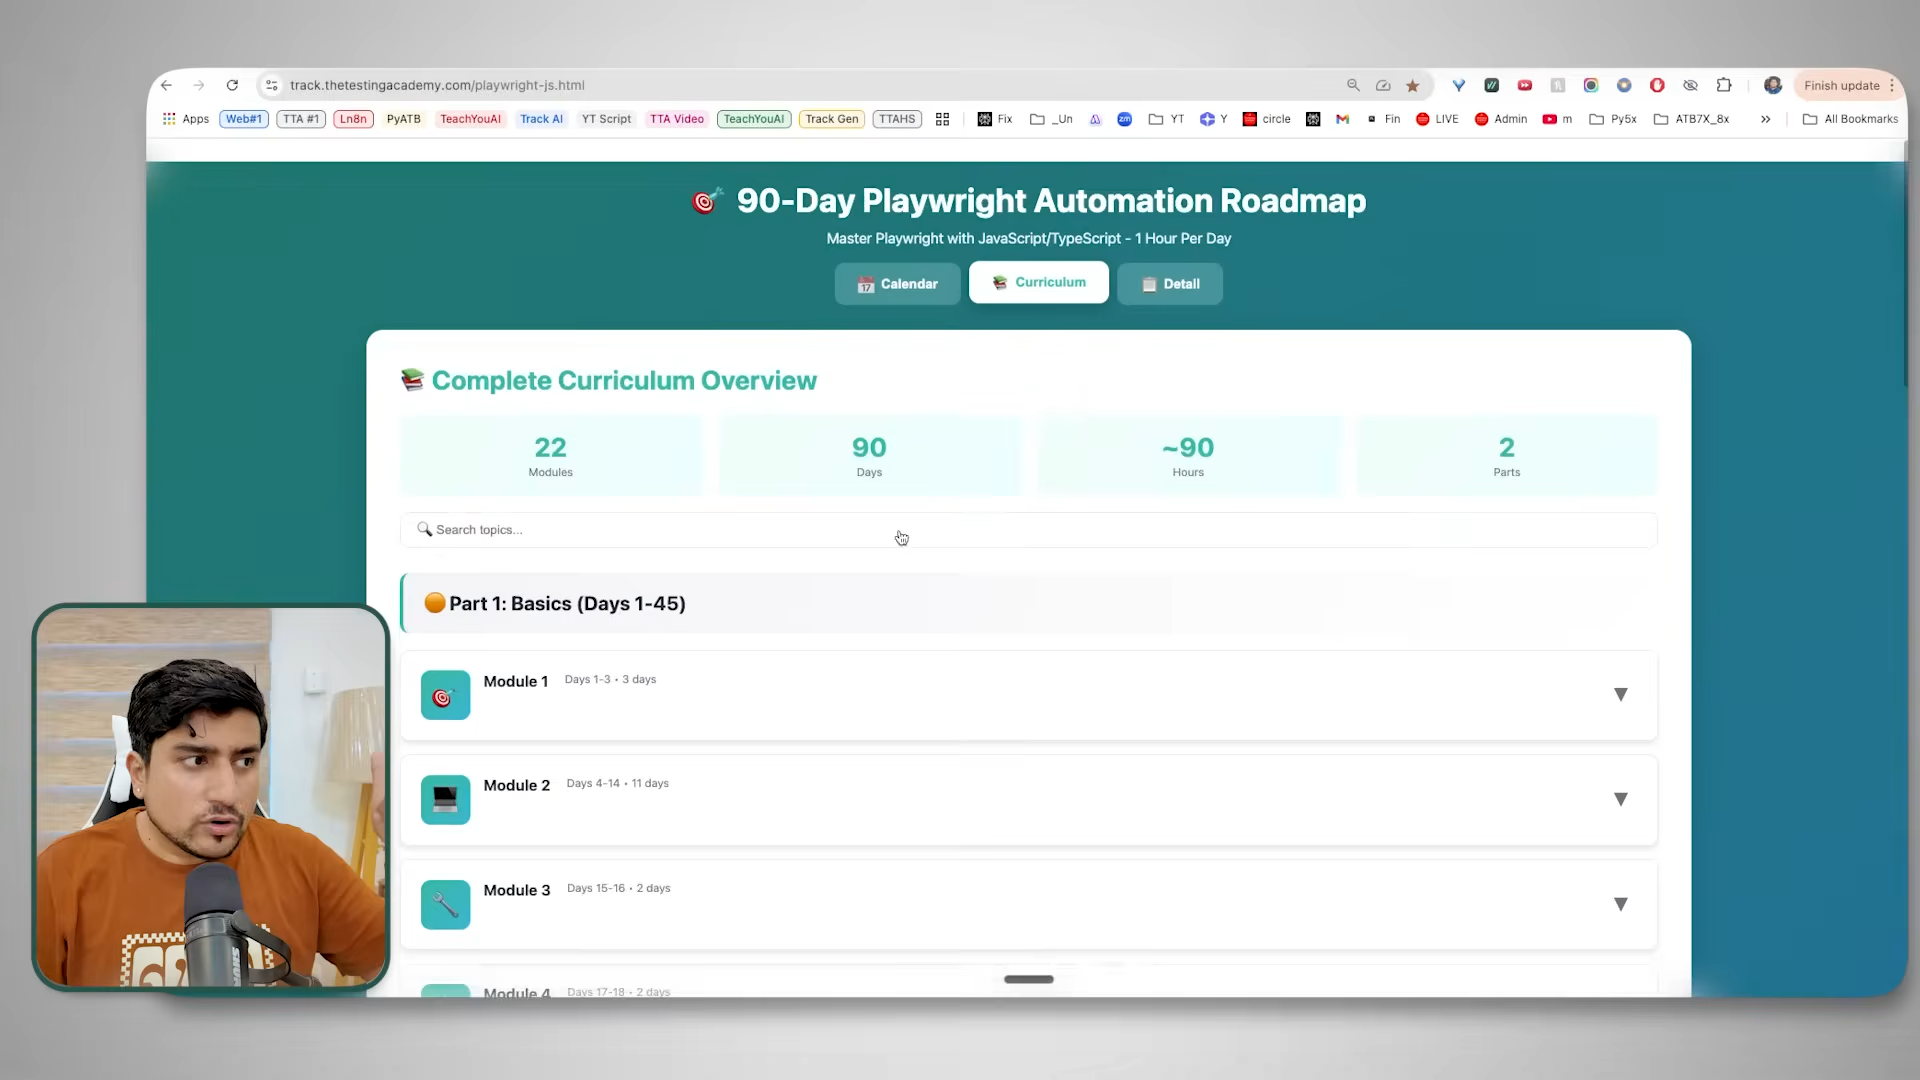 track.thetestingacademy.com/playwright-js.html
Finish update
Apps Web#1 TTA #1 Ln8n PyATB TeachYouAI Track AI YT Script TTA Video TeachYouAI Track Gen TTAHS Fix _Un zm YT Y circle Fin LIVE Admin m Py5x ATB7X_8x All Bookmarks
90-Day Playwright Automation Roadmap
Master Playwright with JavaScript/TypeScript - 1 Hour Per Day
17 Calendar
Curriculum
Detail
Complete Curriculum Overview
22
Modules
90
Days
~90
Hours
2
Parts
Search topics...
Part 1: Basics (Days 1-45)
Module 1 Days 1-3 • 3 days
Module 2 Days 4-14 • 11 days
Module 3 Days 15-16 • 2 days
Module 4 Days 17-18 • 2 days